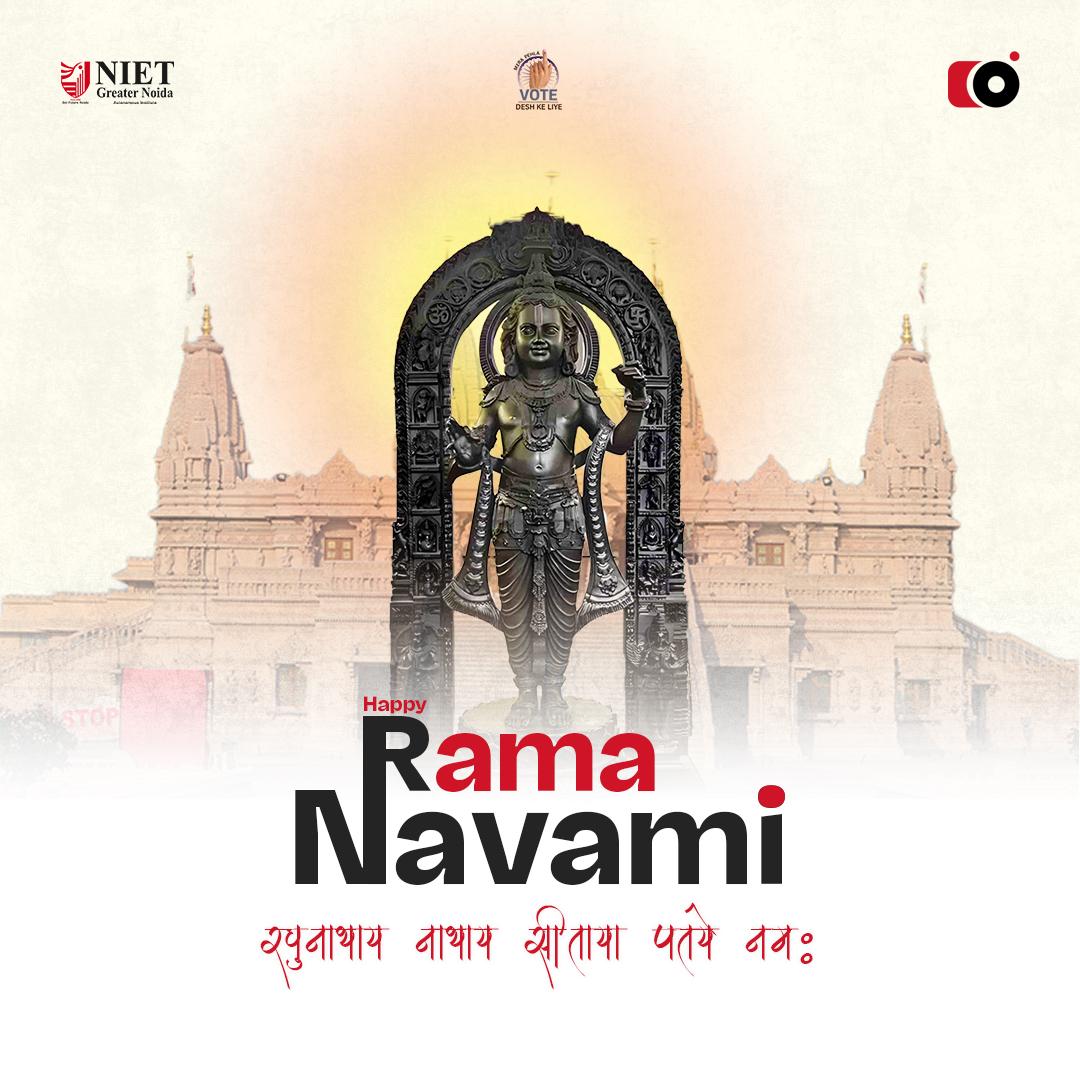 NIET
Greater Noida
Autonomous Institute
MERA PEHLA
VOTE
DESH KE LIYE
STOP
Happy
Rama
Navami
रघुनाथाय नाथाय सीताया पतये नमः